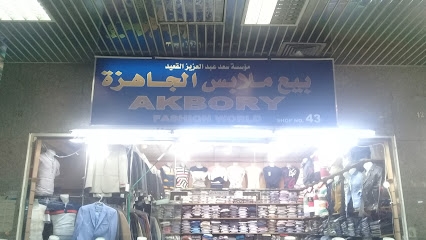 مؤسسة سعد عبد العزيز القعيد
بيع ملابس الجاهزة
AKBORY
FASHION WORLD
SHOP NO. 43